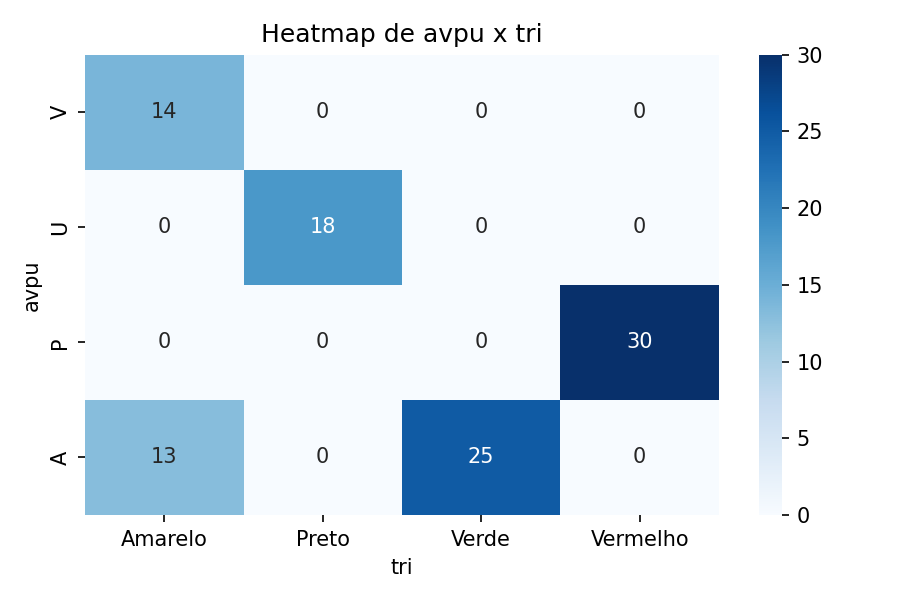 Heatmap de avpu x tri
V 14 0 0 0
U 0 18 0 0
P 0 0 0 30
A 13 0 25 0
Amarelo Preto Verde Vermelho
tri
avpu
30
25
20
15
10
5
0